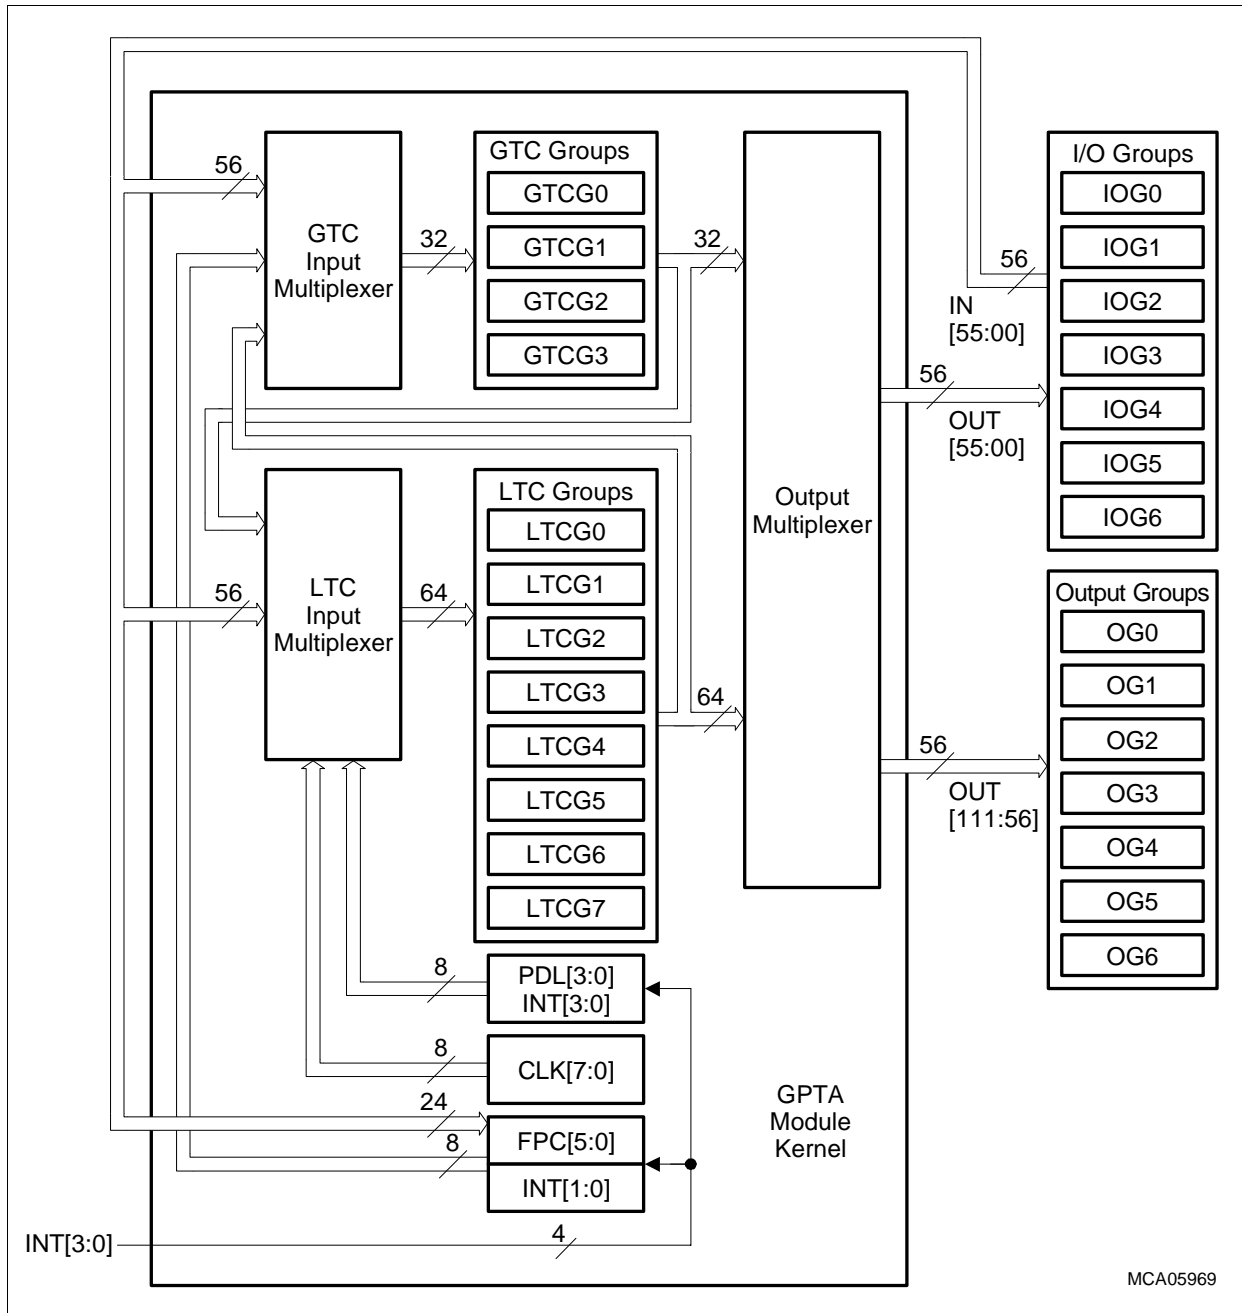 56
GTC
Input
Multiplexer
32
GTC Groups
GTCG0
GTCG1
GTCG2
GTCG3
32
56
IN
[55:00]
56
OUT
[55:00]
I/O Groups
IOG0
IOG1
IOG2
IOG3
IOG4
IOG5
IOG6
56
LTC
Input
Multiplexer
64
LTC Groups
LTCG0
LTCG1
LTCG2
LTCG3
LTCG4
LTCG5
LTCG6
LTCG7
64
Output
Multiplexer
56
OUT
[111:56]
Output Groups
OG0
OG1
OG2
OG3
OG4
OG5
OG6
8
PDL[3:0]
INT[3:0]
8
CLK[7:0]
24
8
FPC[5:0]
INT[1:0]
GPTA
Module
Kernel
INT[3:0]
4
MCA05969